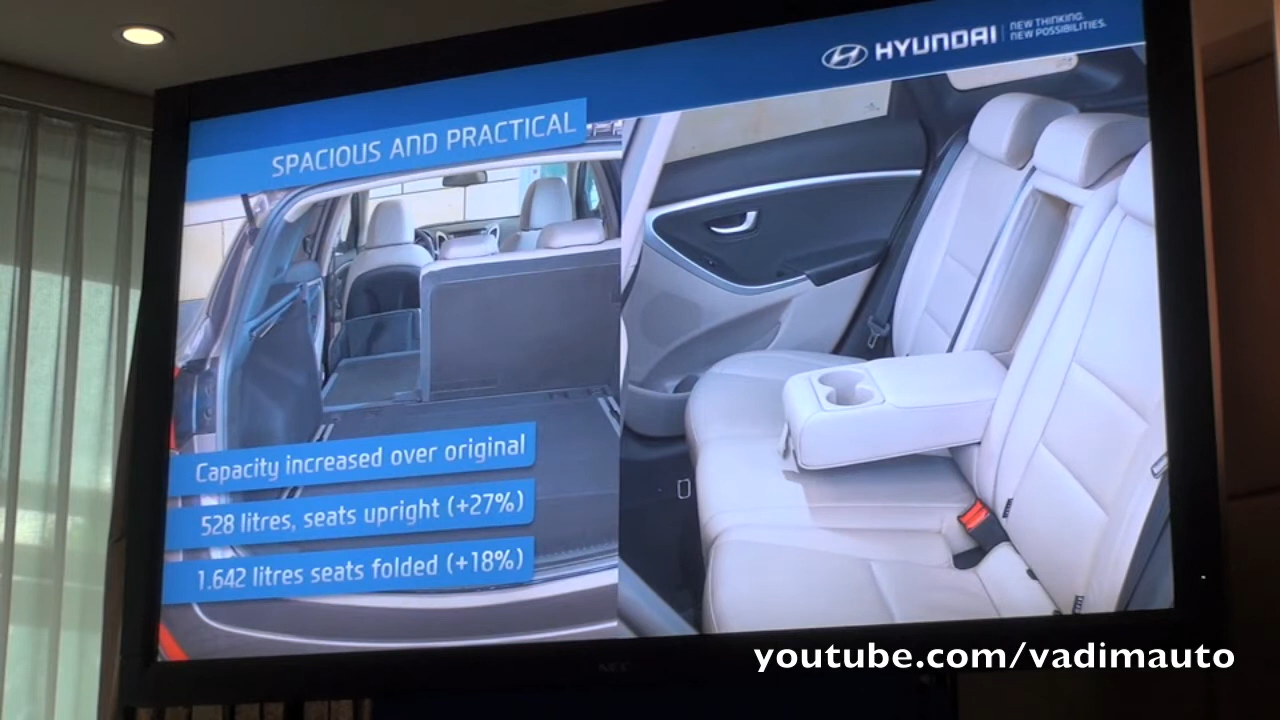 HYUNDAI
NEW THINKING.
NEW POSSIBILITIES.
SPACIOUS AND PRACTICAL
Capacity increased over original
528 litres, seats upright (+27%)
1.642 litres seats folded (+18%)
NEC
youtube.com/vadimauto